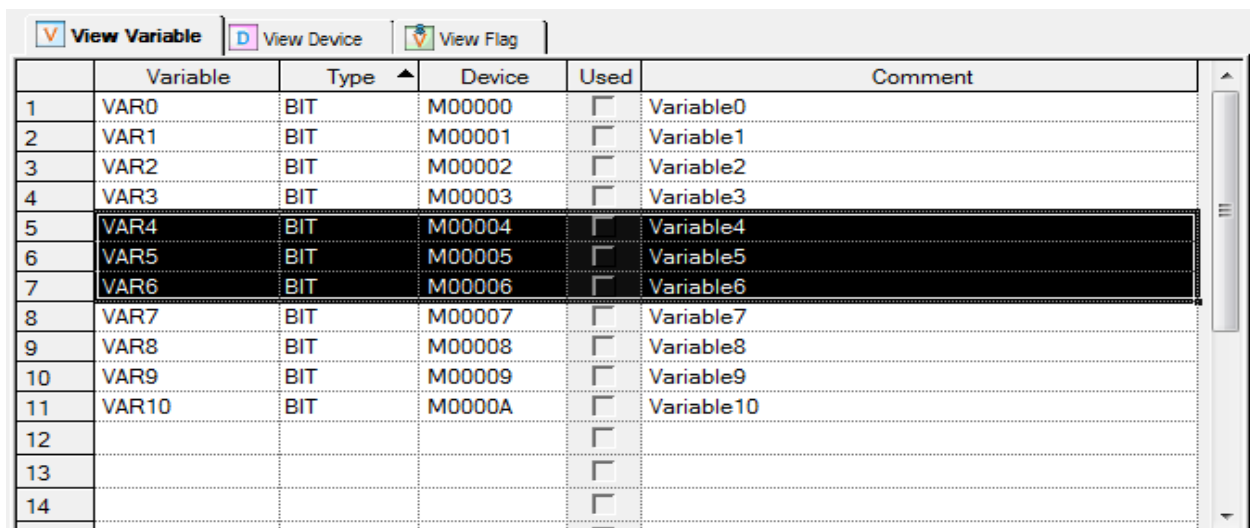 V View Variable D View Device V View Flag
Variable Type Device Used Comment
1 VAR0 BIT M00000 Variable0
2 VAR1 BIT M00001 Variable1
3 VAR2 BIT M00002 Variable2
4 VAR3 BIT M00003 Variable3
5 VAR4 BIT M00004 Variable4
6 VAR5 BIT M00005 Variable5
7 VAR6 BIT M00006 Variable6
8 VAR7 BIT M00007 Variable7
9 VAR8 BIT M00008 Variable8
10 VAR9 BIT M00009 Variable9
11 VAR10 BIT M0000A Variable10
12
13
14